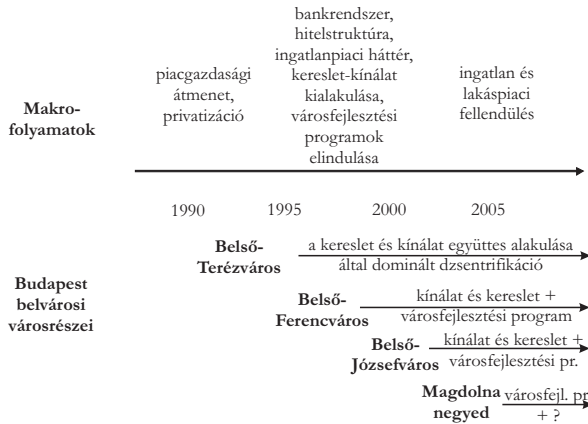 Makro-
folyamatok
piacgazdasági
átmenet,
privatizáció
bankrendszer,
hitelstruktúra,
ingatlanpiaci háttér,
kereslet-kínálat
kialakulása,
városfejlesztési
programok
elindulása
ingatlan és
lakáspiaci
fellendülés
1990
1995
2000
2005
Budapest
belvárosi
városrészei
Belső-
Terézváros
a kereslet és kínálat együttes alakulása
által dominált dzsentrifikáció
Belső-
Ferencváros
kínálat és kereslet +
városfejlesztési program
Belső-
Józsefváros
kínálat és kereslet +
városfejlesztési pr.
Magdolna
negyed
városfejl. pr.
+ ?